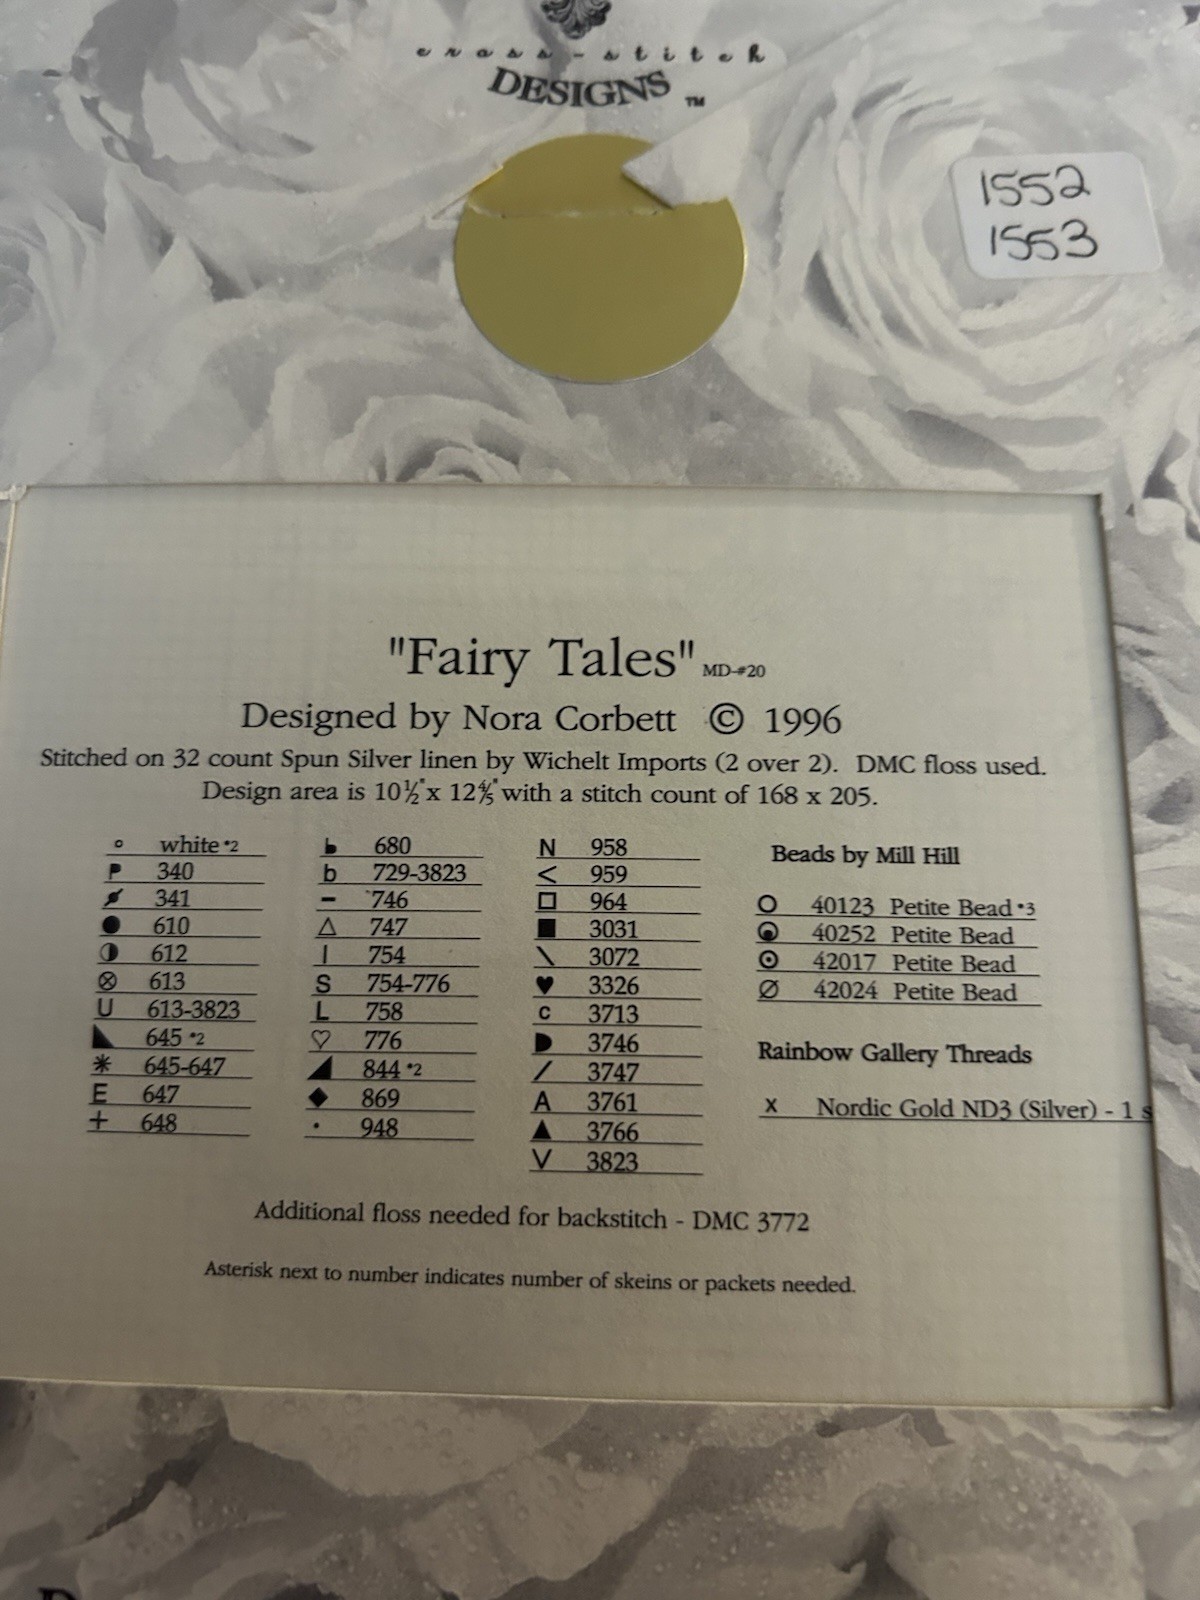 cross-stitch
DESIGNS ™
1552
1553
"Fairy Tales" MD-#20
Designed by Nora Corbett © 1996
Stitched on 32 count Spun Silver linen by Wichelt Imports (2 over 2). DMC floss used.
Design area is 10½" x 12⅘" with a stitch count of 168 x 205.
white *2
P 340
341
610
612
613
U 613-3823
645 *2
* 645-647
E 647
+ 648
680
b 729-3823
- 746
△ 747
| 754
S 754-776
L 758
♡ 776
◢ 844 *2
◆ 869
· 948
N 958
< 959
□ 964
■ 3031
\ 3072
♥ 3326
c 3713
3746
/ 3747
A 3761
▲ 3766
V 3823
Beads by Mill Hill
40123 Petite Bead *3
40252 Petite Bead
42017 Petite Bead
42024 Petite Bead
Rainbow Gallery Threads
x Nordic Gold ND3 (Silver) - 1 s
Additional floss needed for backstitch - DMC 3772
Asterisk next to number indicates number of skeins or packets needed.